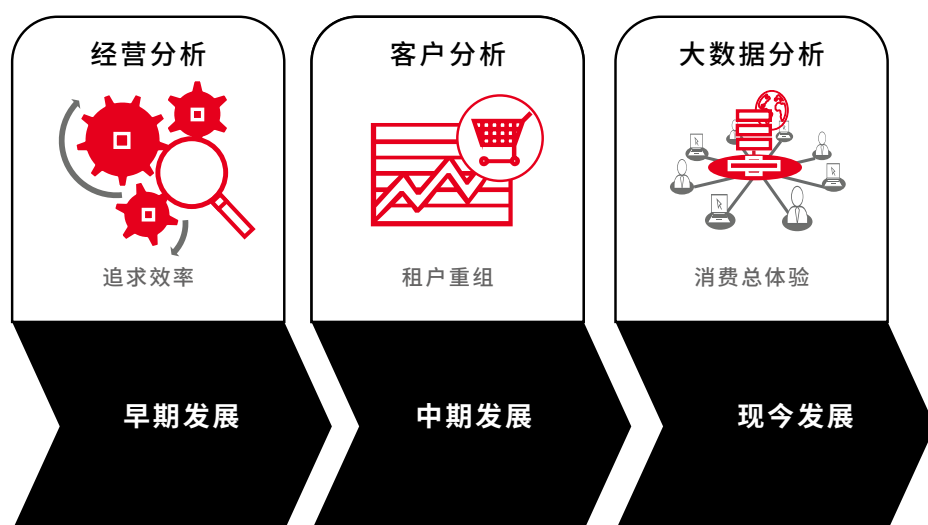 经营分析
客户分析
大数据分析
追求效率
租户重组
消费总体验
早期发展
中期发展
现今发展